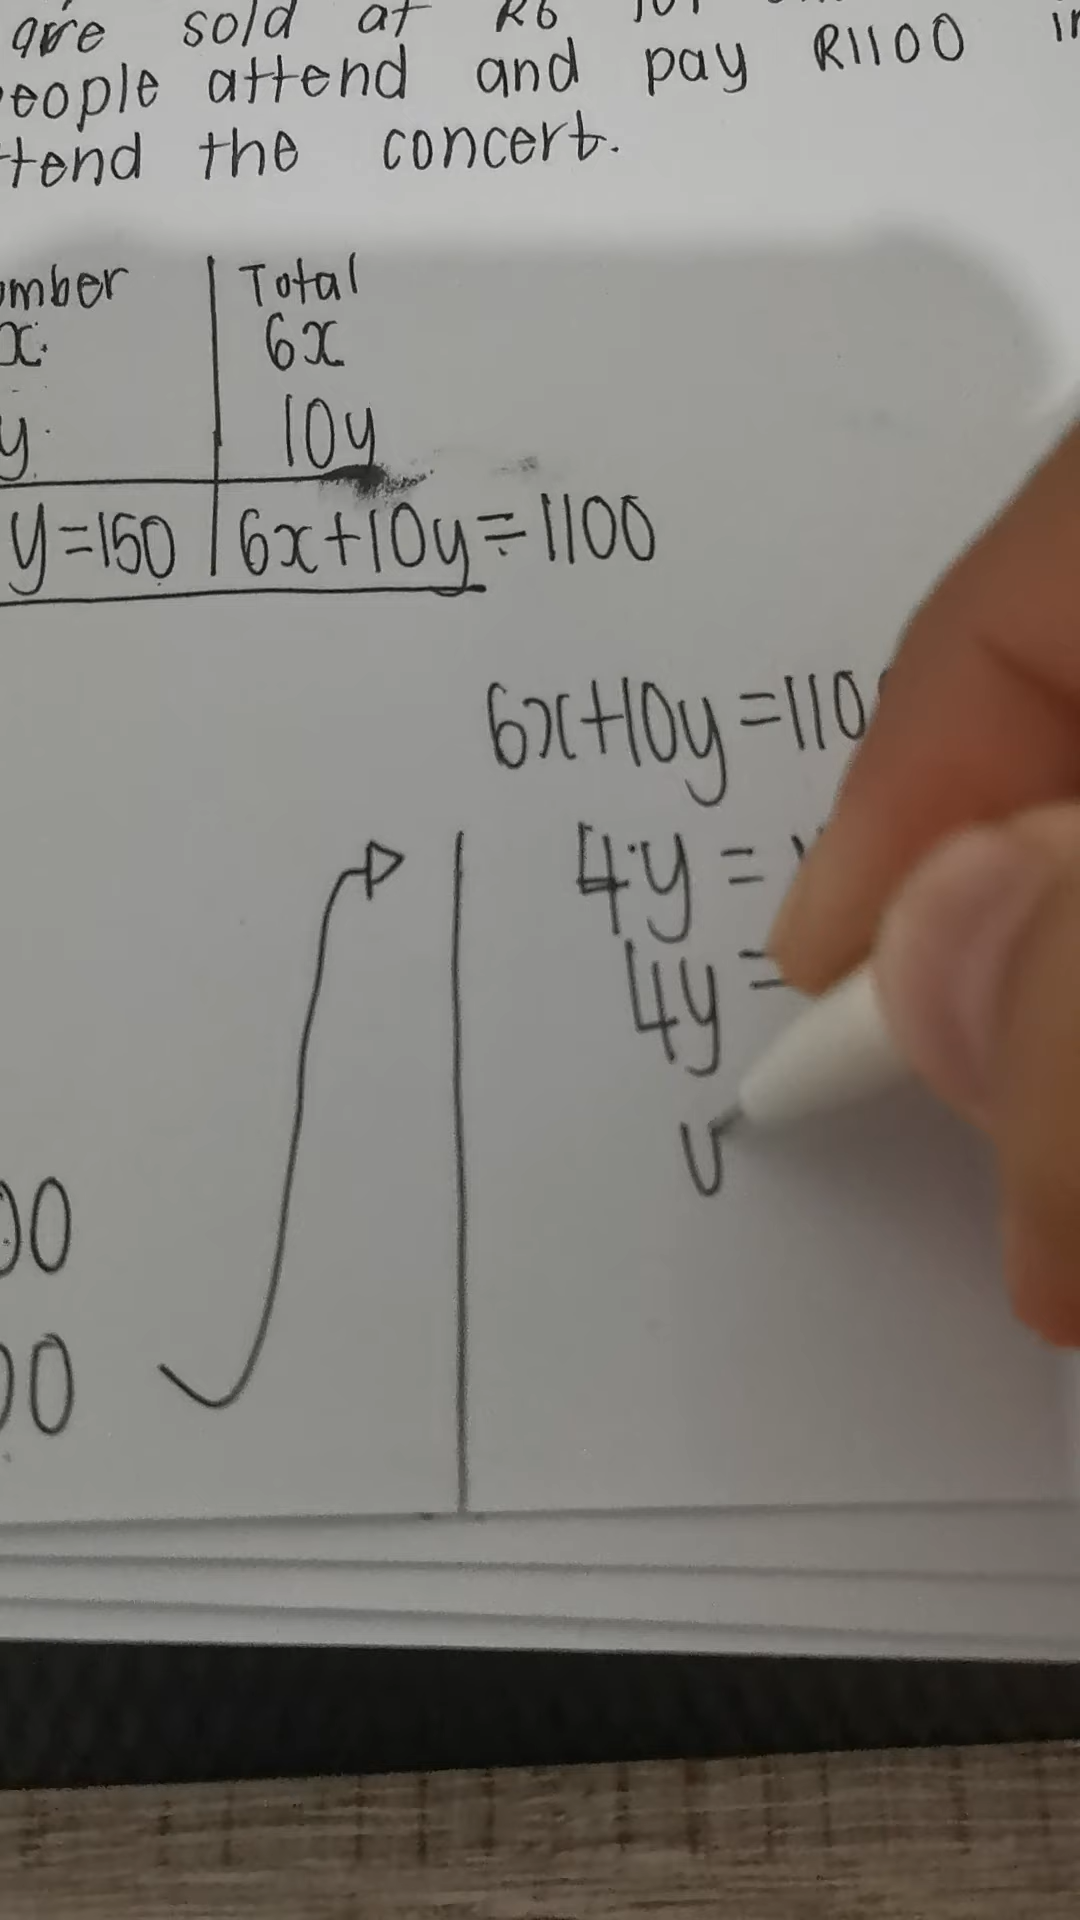 are sold at R6
eople attend and pay R1100
tend the concert.
umber Total
x 6x
y 10y
y=150 6x+10y=1100
6x+10y=110
4y =
4y =
00
00